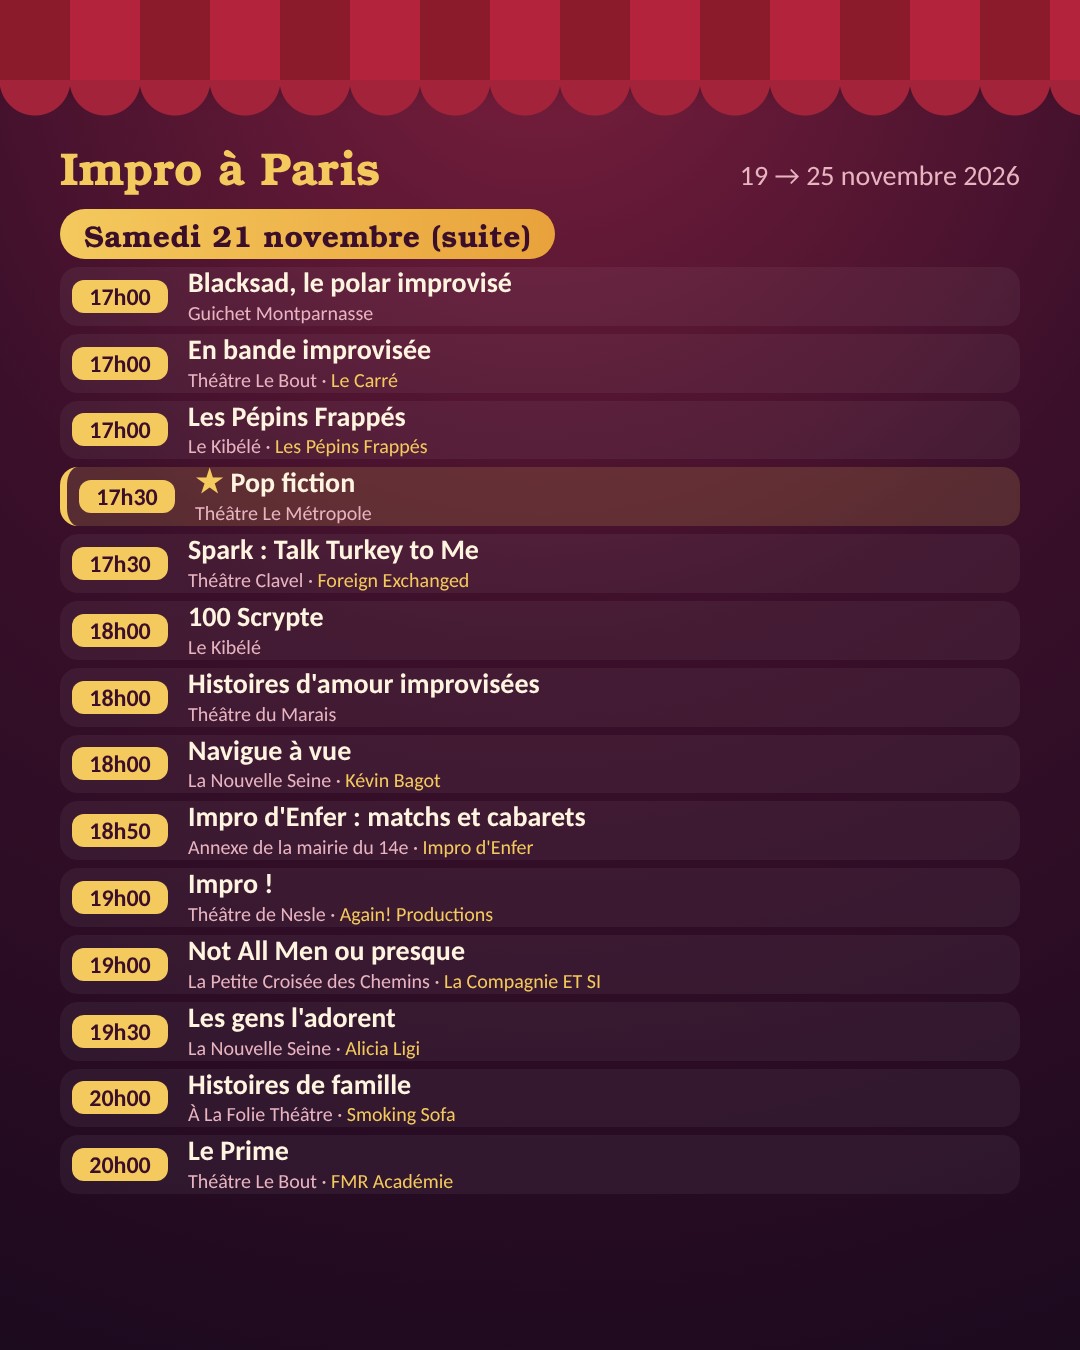 Impro à Paris
19 → 25 novembre 2026
Samedi 21 novembre (suite)
17h00
Blacksad, le polar improvisé
Guichet Montparnasse
17h00
En bande improvisée
Théâtre Le Bout · Le Carré
17h00
Les Pépins Frappés
Le Kibélé · Les Pépins Frappés
17h30
★ Pop fiction
Théâtre Le Métropole
17h30
Spark : Talk Turkey to Me
Théâtre Clavel · Foreign Exchanged
18h00
100 Scrypte
Le Kibélé
18h00
Histoires d'amour improvisées
Théâtre du Marais
18h00
Navigue à vue
La Nouvelle Seine · Kévin Bagot
18h50
Impro d'Enfer : matchs et cabarets
Annexe de la mairie du 14e · Impro d'Enfer
19h00
Impro !
Théâtre de Nesle · Again! Productions
19h00
Not All Men ou presque
La Petite Croisée des Chemins · La Compagnie ET SI
19h30
Les gens l'adorent
La Nouvelle Seine · Alicia Ligi
20h00
Histoires de famille
À La Folie Théâtre · Smoking Sofa
20h00
Le Prime
Théâtre Le Bout · FMR Académie